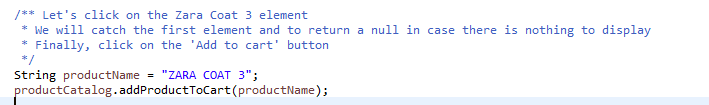 /** Let's click on the Zara Coat 3 element
* We will catch the first element and to return a null in case there is nothing to display
* Finally, click on the 'Add to cart' button
*/
String productName = "ZARA COAT 3";
productCatalog.addProductToCart(productName);